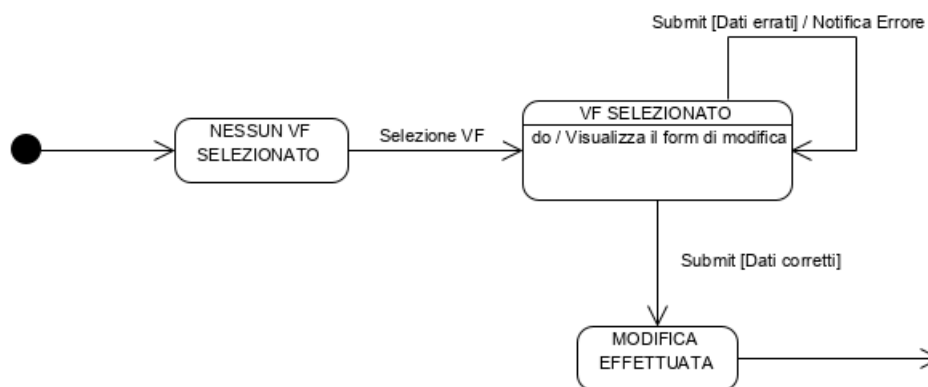 Submit [Dati errati] / Notifica Errore
NESSUN VF
SELEZIONATO
Selezione VF
VF SELEZIONATO
do / Visualizza il form di modifica
Submit [Dati corretti]
MODIFICA
EFFETTUATA